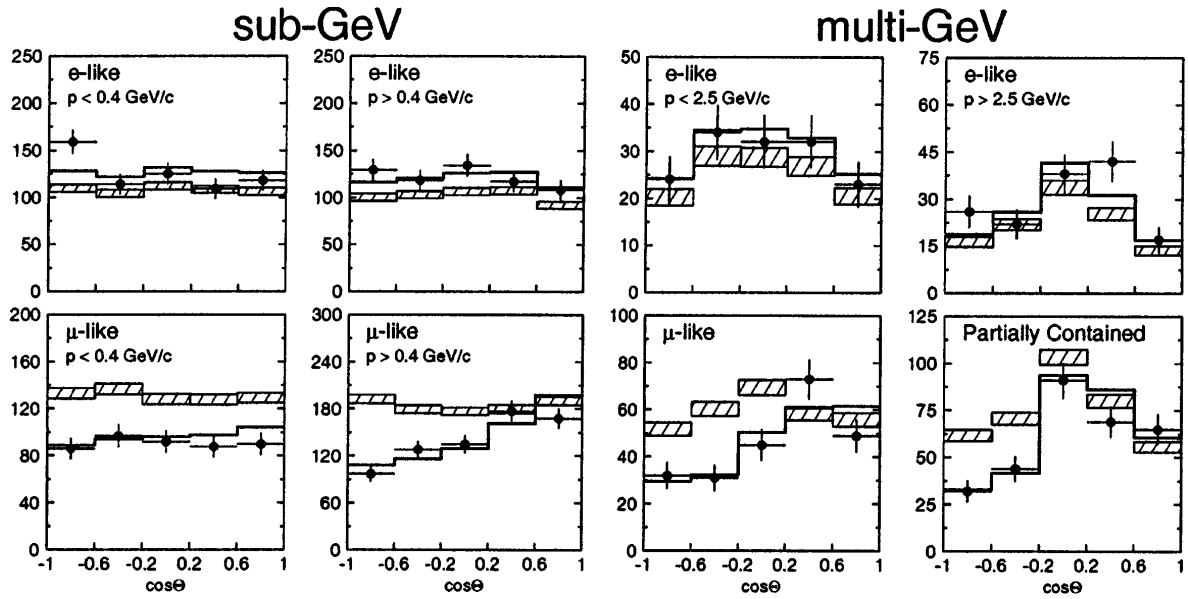 sub-GeV
multi-GeV
250
200
150
100
50
0
e-like
p < 0.4 GeV/c
250
200
150
100
50
0
e-like
p > 0.4 GeV/c
50
40
30
20
10
0
e-like
p < 2.5 GeV/c
75
60
45
30
15
0
e-like
p > 2.5 GeV/c
200
160
120
80
40
0
μ-like
p < 0.4 GeV/c
-1 -0.6 -0.2 0.2 0.6 1
cosΘ
300
240
180
120
60
0
μ-like
p > 0.4 GeV/c
-1 -0.6 -0.2 0.2 0.6 1
cosΘ
100
80
60
40
20
0
μ-like
-1 -0.6 -0.2 0.2 0.6 1
cosΘ
125
100
75
50
25
0
Partially Contained
-1 -0.6 -0.2 0.2 0.6 1
cosΘ